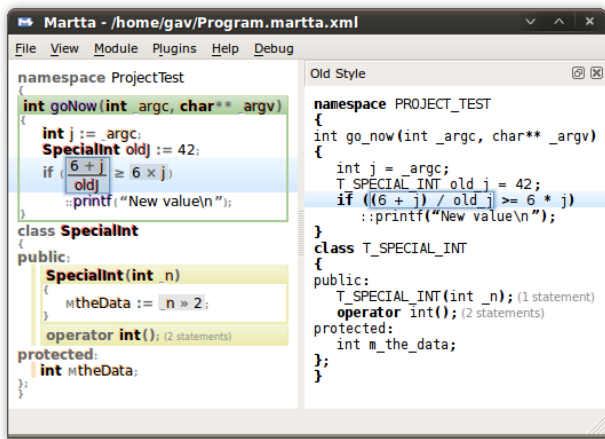 Martta - /home/gav/Program.martta.xml
File View Module Plugins Help Debug
namespace ProjectTest
{
int goNow(int _argc, char** _argv)
{
int j := _argc;
SpecialInt oldJ := 42;
if (6 + j
oldJ ≥ 6 × j)
::printf(“New value\n”);
}
class SpecialInt
{
public:
SpecialInt(int _n)
{
MtheData := _n » 2;
}
operator int(); (2 statements)
protected:
int MtheData;
};
}
Old Style
namespace PROJECT_TEST
{
int go_now(int _argc, char** _argv)
{
int j = _argc;
T_SPECIAL_INT old_j = 42;
if ((6 + j) / old_j >= 6 * j)
::printf(“New value\n”);
}
class T_SPECIAL_INT
{
public:
T_SPECIAL_INT(int _n); (1 statement)
operator int(); (2 statements)
protected:
int m_the_data;
};
}